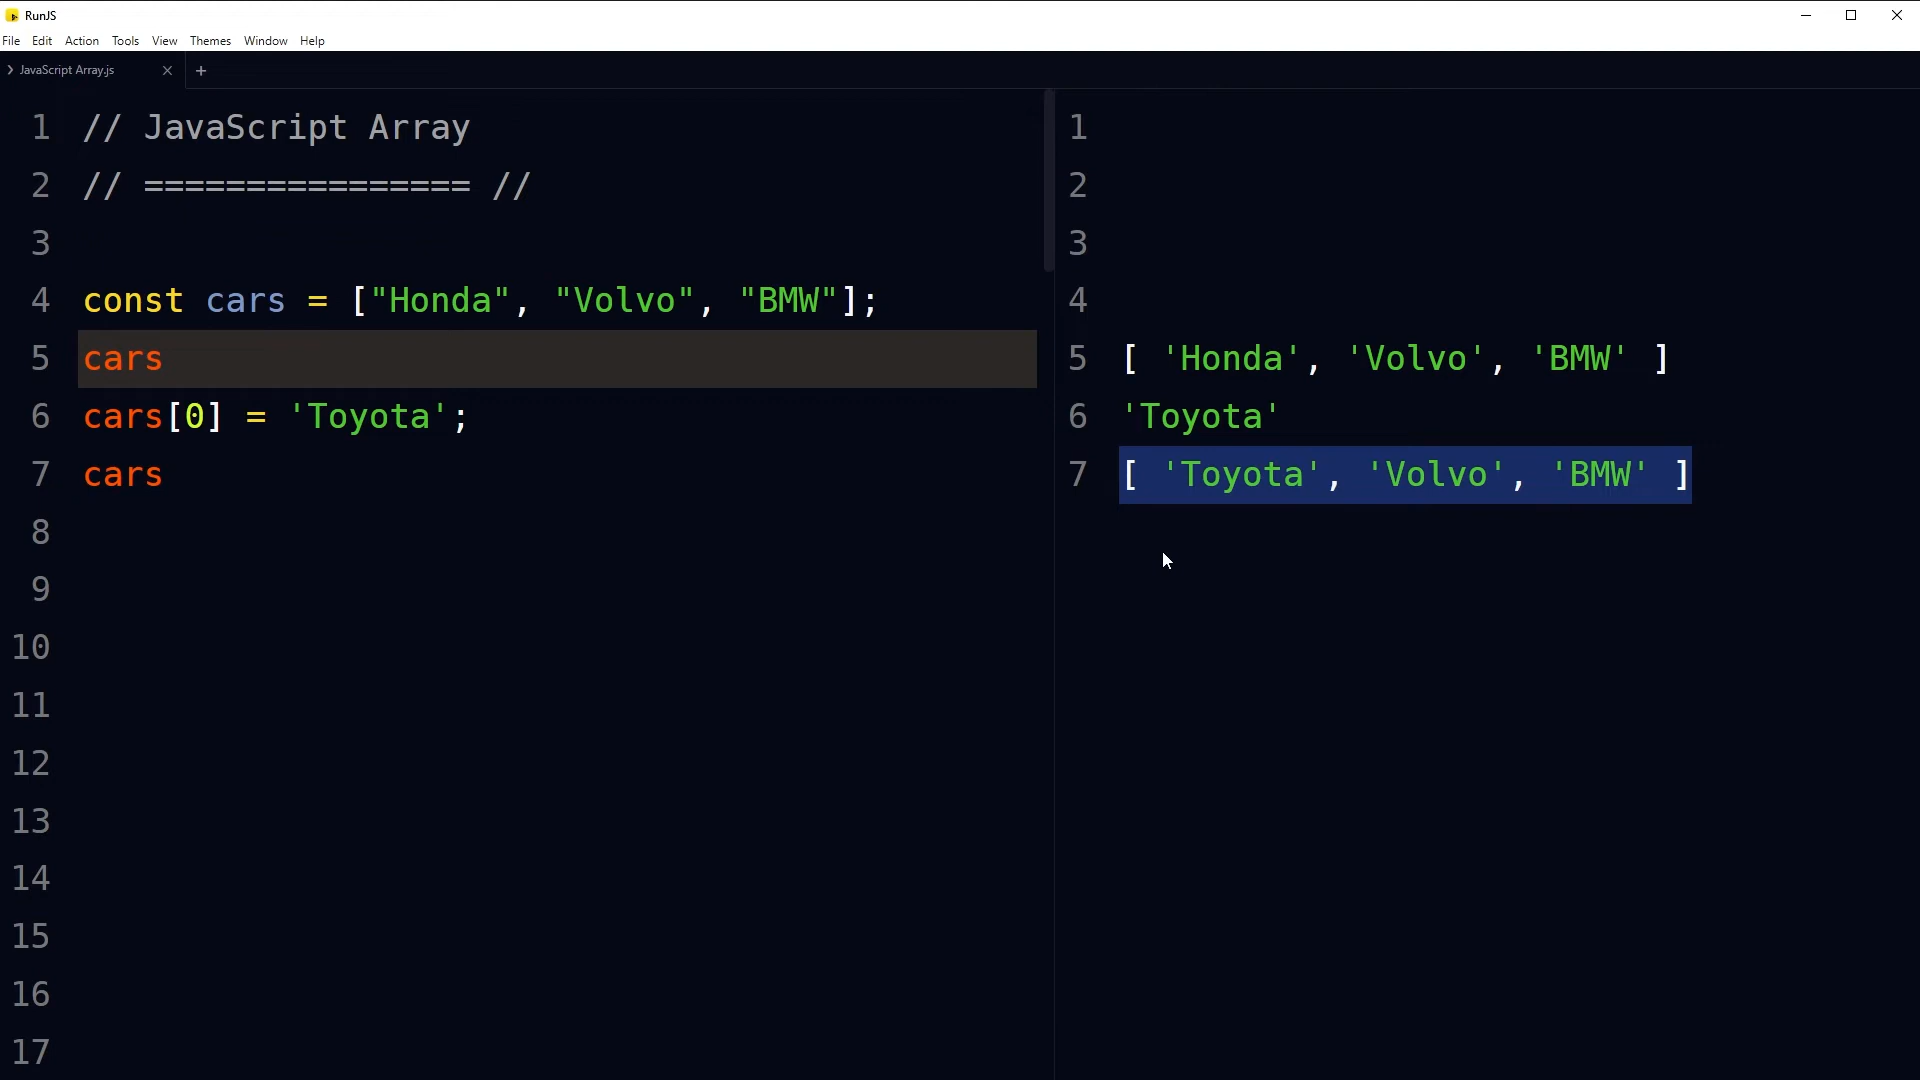 RunJS
File Edit Action Tools View Themes Window Help
JavaScript Array.js
1 // JavaScript Array
2 // ================ //
3
4 const cars = ["Honda", "Volvo", "BMW"];
5 cars
6 cars[0] = 'Toyota';
7 cars
8
9
10
11
12
13
14
15
16
17
1
2
3
4
5 [ 'Honda', 'Volvo', 'BMW' ]
6 'Toyota'
7 [ 'Toyota', 'Volvo', 'BMW' ]